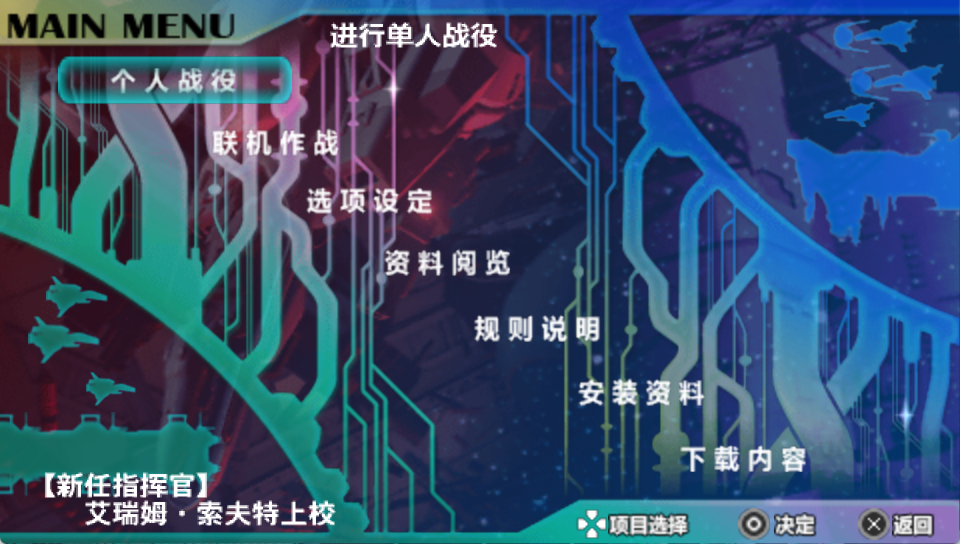 MAIN MENU
进行单人战役
个人战役
联机作战
选项设定
资料阅览
规则说明
安装资料
下载内容
【新任指挥官】
艾瑞姆·索夫特上校
项目选择 决定 返回